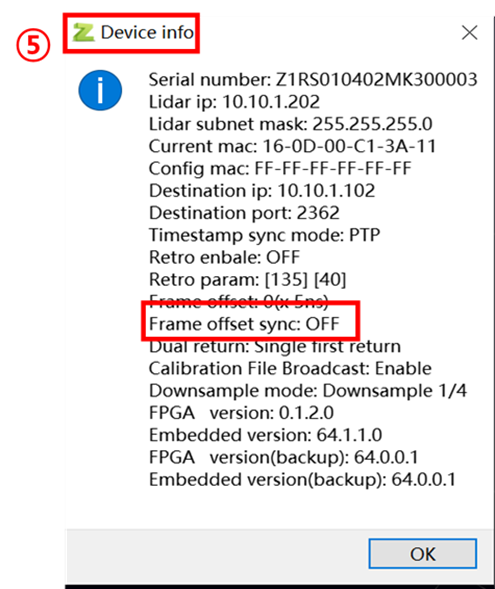 ⑤
Device info
Serial number: Z1RS010402MK300003
Lidar ip: 10.10.1.202
Lidar subnet mask: 255.255.255.0
Current mac: 16-0D-00-C1-3A-11
Config mac: FF-FF-FF-FF-FF-FF
Destination ip: 10.10.1.102
Destination port: 2362
Timestamp sync mode: PTP
Retro enbale: OFF
Retro param: [135] [40]
Frame offset: 0(x 5ns)
Frame offset sync: OFF
Dual return: Single first return
Calibration File Broadcast: Enable
Downsample mode: Downsample 1/4
FPGA   version: 0.1.2.0
Embedded version: 64.1.1.0
FPGA   version(backup): 64.0.0.1
Embedded version(backup): 64.0.0.1
OK